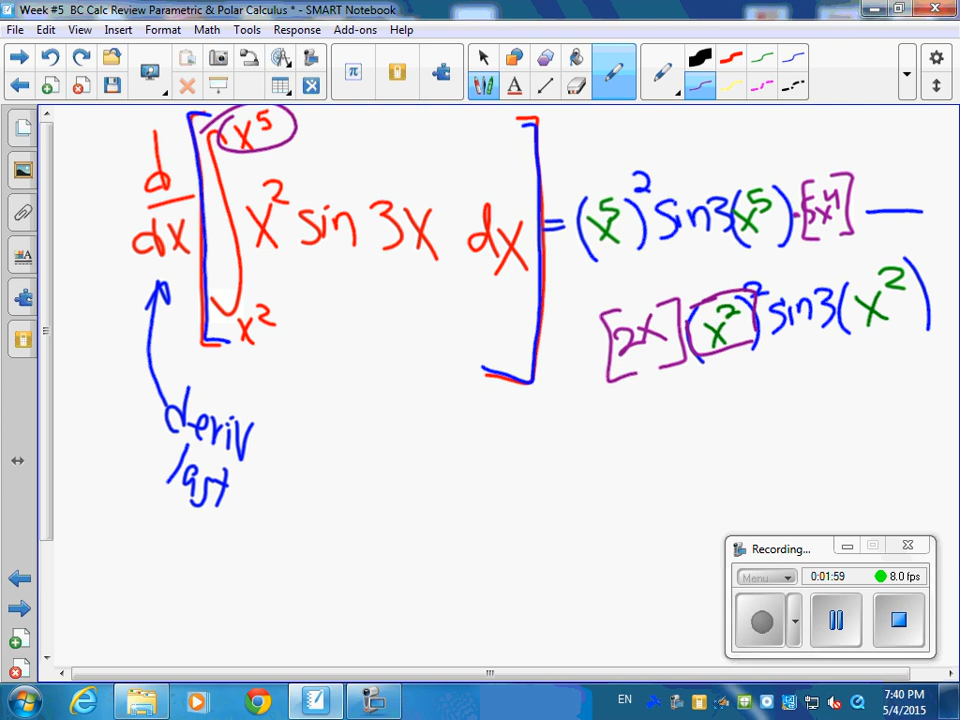 Week #5 BC Calc Review Parametric & Polar Calculus * - SMART Notebook
File Edit View Insert Format Math Tools Response Add-ons Help
d/dx [∫ x² x⁵ x² sin 3x dx] = (x⁵)² sin3(x⁵)·[5x⁴] —
[2x] (x²)² sin3(x²)
deriv
last
Recording...
Menu 0:01:59 8.0 fps
EN 7:40 PM
5/4/2015